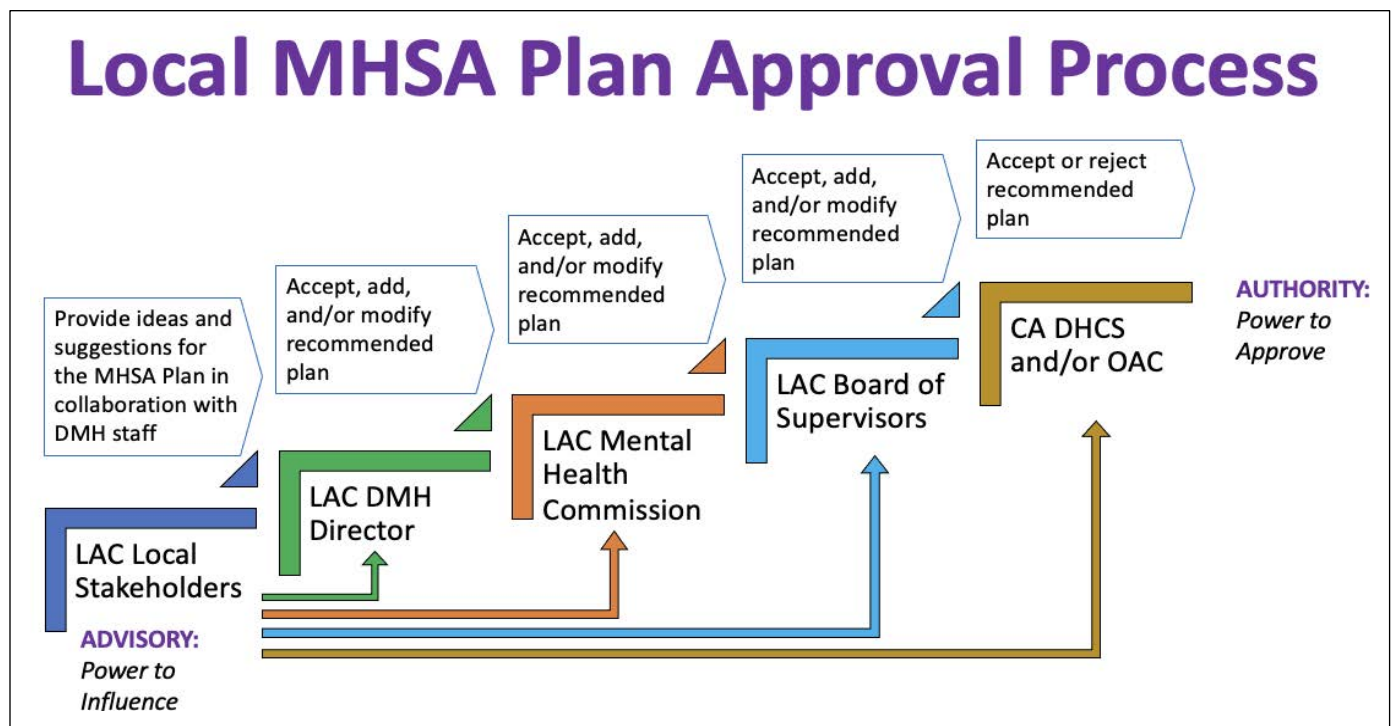 Local MHSA Plan Approval Process
Provide ideas and
suggestions for
the MHSA Plan in
collaboration with
DMH staff
LAC Local
Stakeholders
ADVISORY:
Power to
Influence
Accept, add,
and/or modify
recommended
plan
LAC DMH
Director
Accept, add,
and/or modify
recommended
plan
LAC Mental
Health
Commission
Accept, add,
and/or modify
recommended
plan
LAC Board of
Supervisors
Accept or reject
recommended
plan
CA DHCS
and/or OAC
AUTHORITY:
Power to
Approve